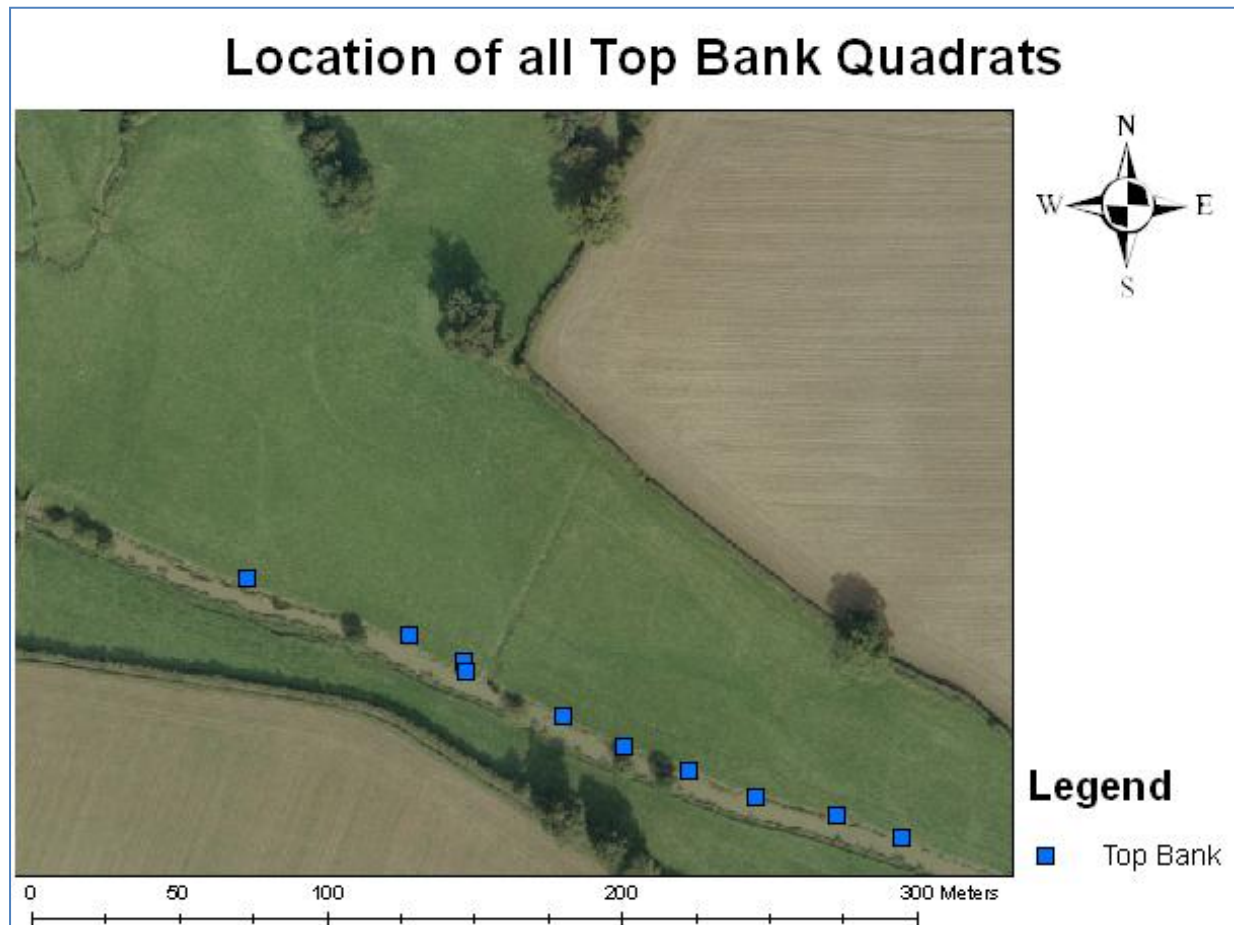 Location of all Top Bank Quadrats
N
W E
S
Legend
Top Bank
0 50 100 200 300 Meters